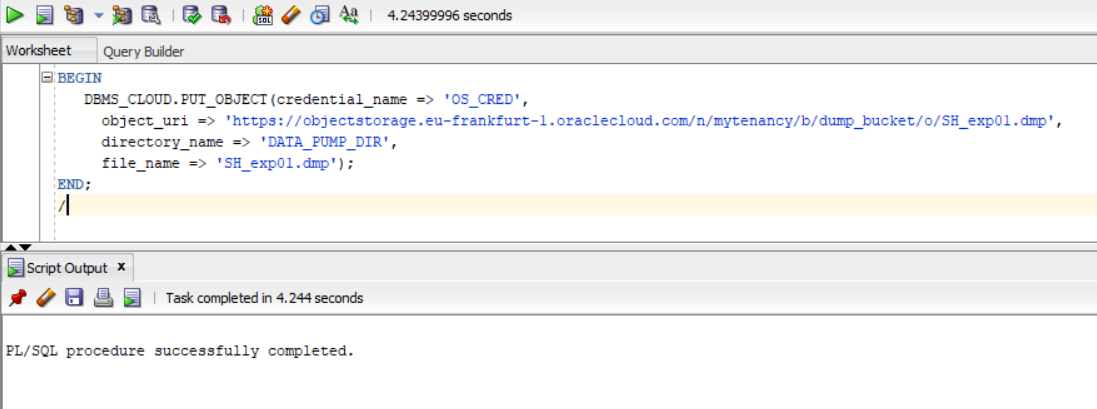 4.24399996 seconds
Worksheet Query Builder
BEGIN
DBMS_CLOUD.PUT_OBJECT(credential_name => 'OS_CRED',
object_uri => 'https://objectstorage.eu-frankfurt-1.oraclecloud.com/n/mytenancy/b/dump_bucket/o/SH_exp01.dmp',
directory_name => 'DATA_PUMP_DIR',
file_name => 'SH_exp01.dmp');
END;
/
Script Output x
Task completed in 4.244 seconds
PL/SQL procedure successfully completed.